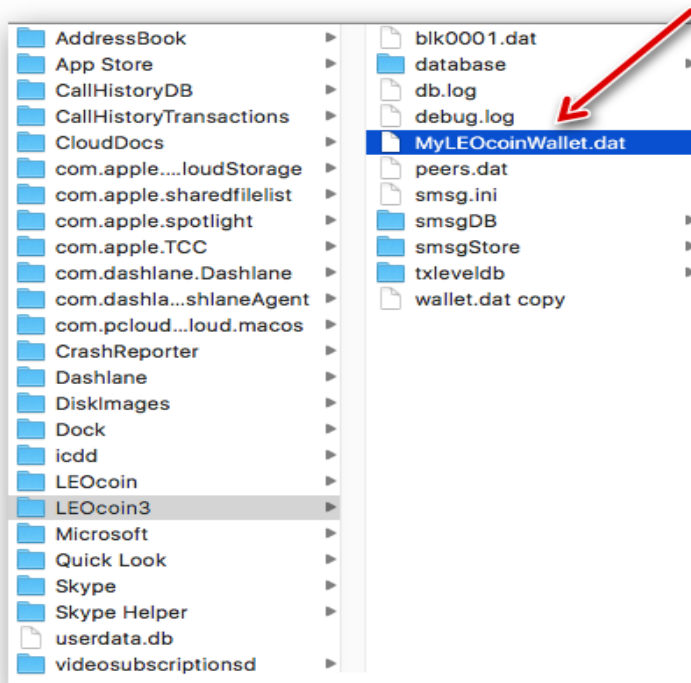 AddressBook
App Store
CallHistoryDB
CallHistoryTransactions
CloudDocs
com.apple....loudStorage
com.apple.sharedfilelist
com.apple.spotlight
com.apple.TCC
com.dashlane.Dashlane
com.dashla...shlaneAgent
com.pcloud...loud.macos
CrashReporter
Dashlane
DiskImages
Dock
icdd
LEOcoin
LEOcoin3
Microsoft
Quick Look
Skype
Skype Helper
userdata.db
videosubscriptionsd
blk0001.dat
database
db.log
debug.log
MyLEOcoinWallet.dat
peers.dat
smsg.ini
smsgDB
smsgStore
txleveldb
wallet.dat copy